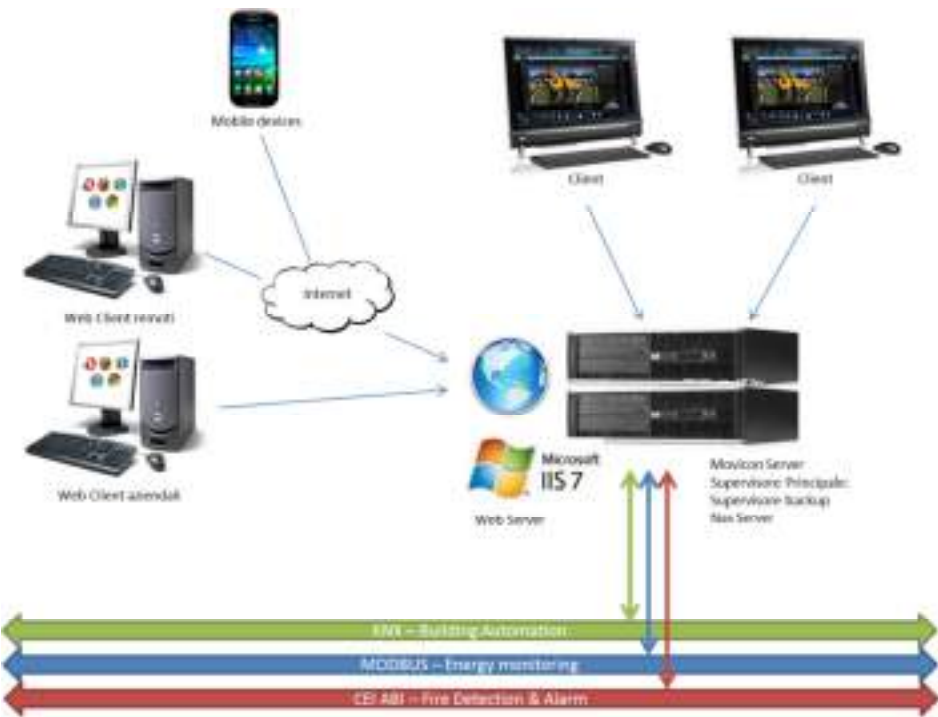 Mobile devices
Client
Client
Internet
Web Client remoti
Web Client aziendali
Microsoft
IIS 7
Web Server
Movicon Server
Supervisore Principale
Supervisore backup
Nas Server
KNX – Building Automation
MODBUS – Energy monitoring
CEI ABI – Fire Detection & Alarm